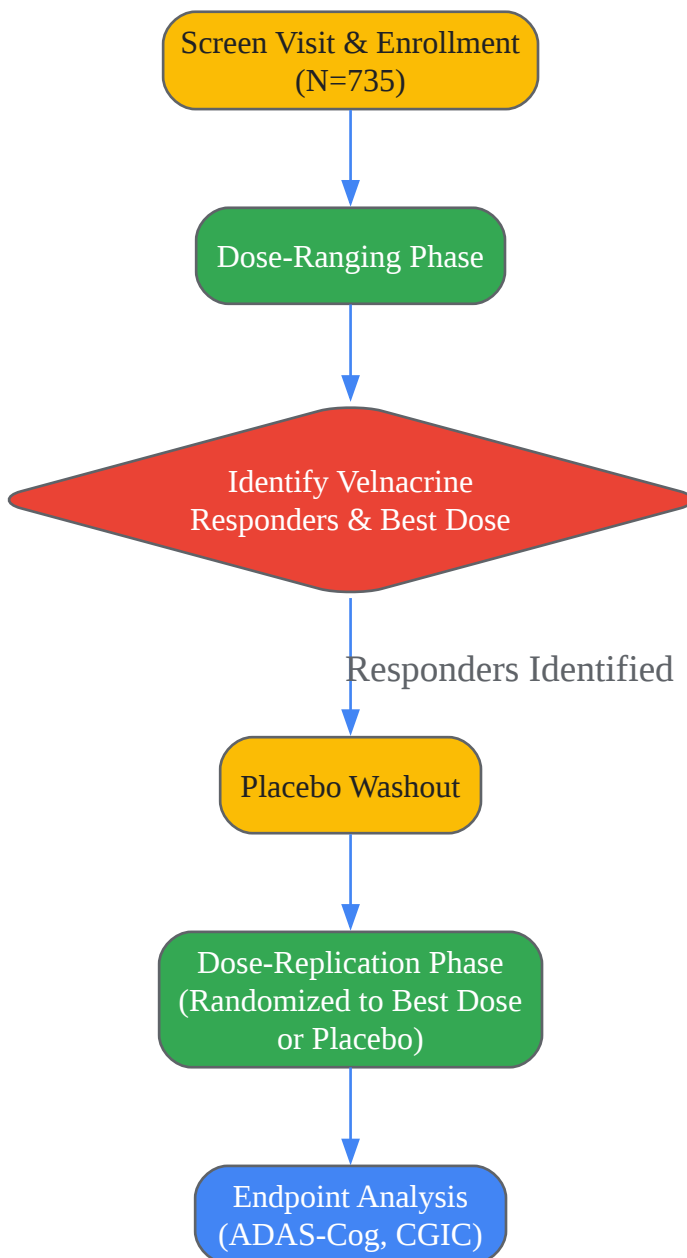 Screen Visit & Enrollment
(N=735)
Dose-Ranging Phase
Identify Velnacrine
Responders & Best Dose
Responders Identified
Placebo Washout
Dose-Replication Phase
(Randomized to Best Dose
or Placebo)
Endpoint Analysis
(ADAS-Cog, CGIC)